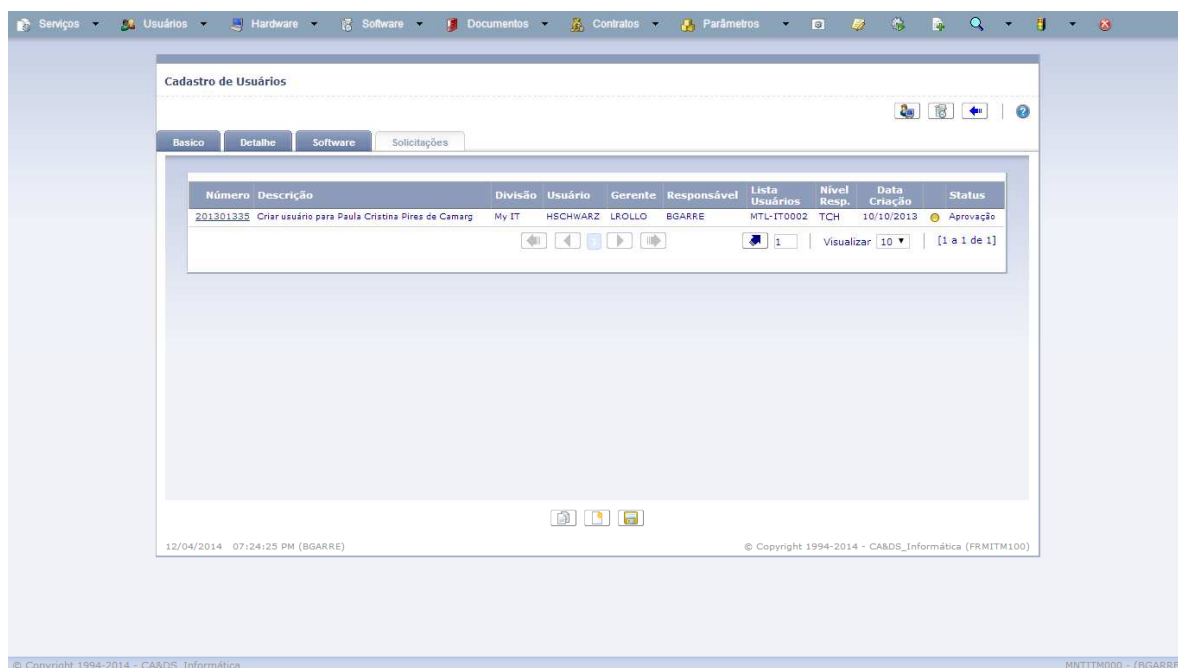 Serviços Usuários Hardware Software Documentos Contratos Parâmetros
Cadastro de Usuários
Basico Detalhe Software Solicitações
Número Descrição Divisão Usuário Gerente Responsável Lista Usuários Nível Resp. Data Criação Status
201301335 Criar usuário para Paula Cristina Pires de Camarg My IT HSCHWARZ LROLLO BGARRE MTL-IT0002 TCH 10/10/2013 Aprovação
1 Visualizar 10 [1 a 1 de 1]
12/04/2014 07:24:25 PM (BGARRE) © Copyright 1994-2014 - CA&DS_Informática (FRMITM100)
© Copyright 1994-2014 - CA&DS_Informática MNTITM000 - (BGARRE